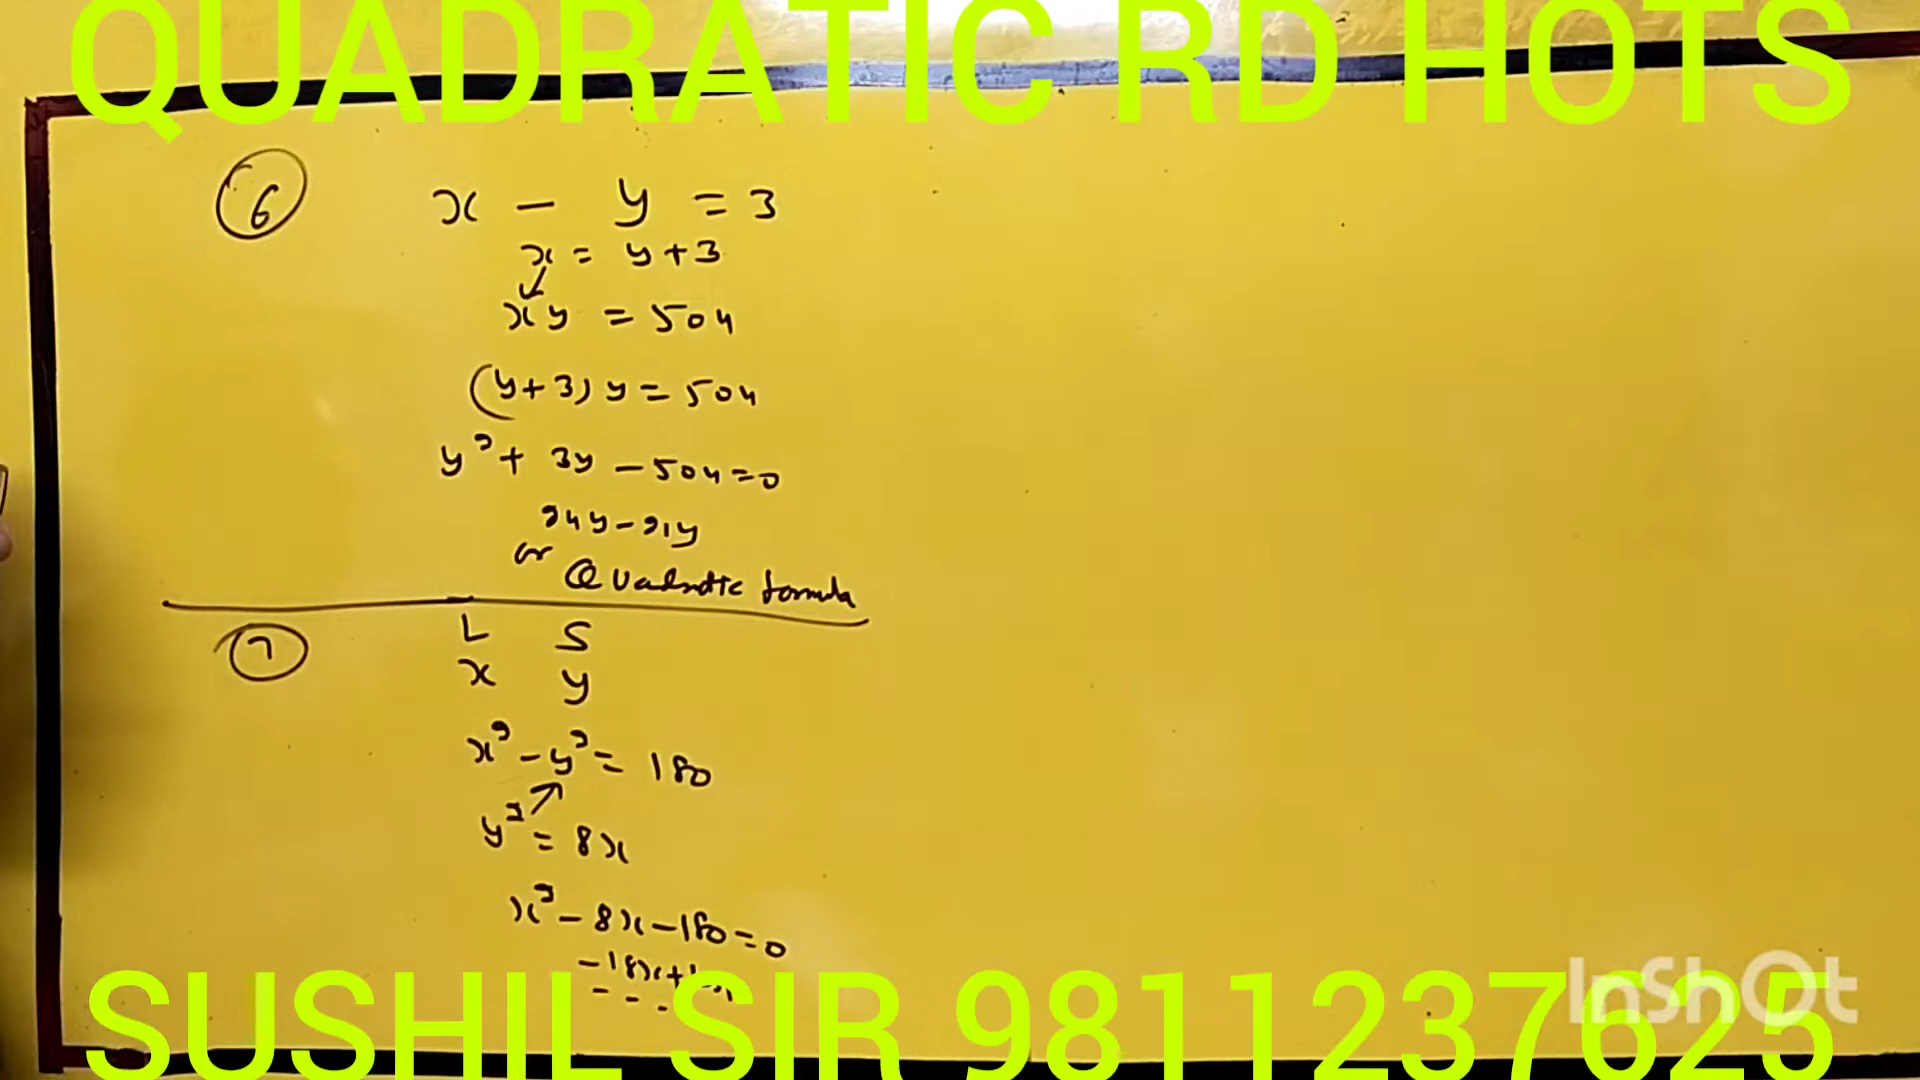 QUADRATIC RD HOTS
6
x - y = 3
x = y + 3
xy = 504
(y+3) y = 504
y² + 3y - 504 = 0
24y - 21y
or
Quadratic formula
7
L S
x y
x² - y² = 180
y² = 8x
x² - 8x - 180 = 0
-18x +
- - -
SUSHIL SIR 9811237625
InShOt